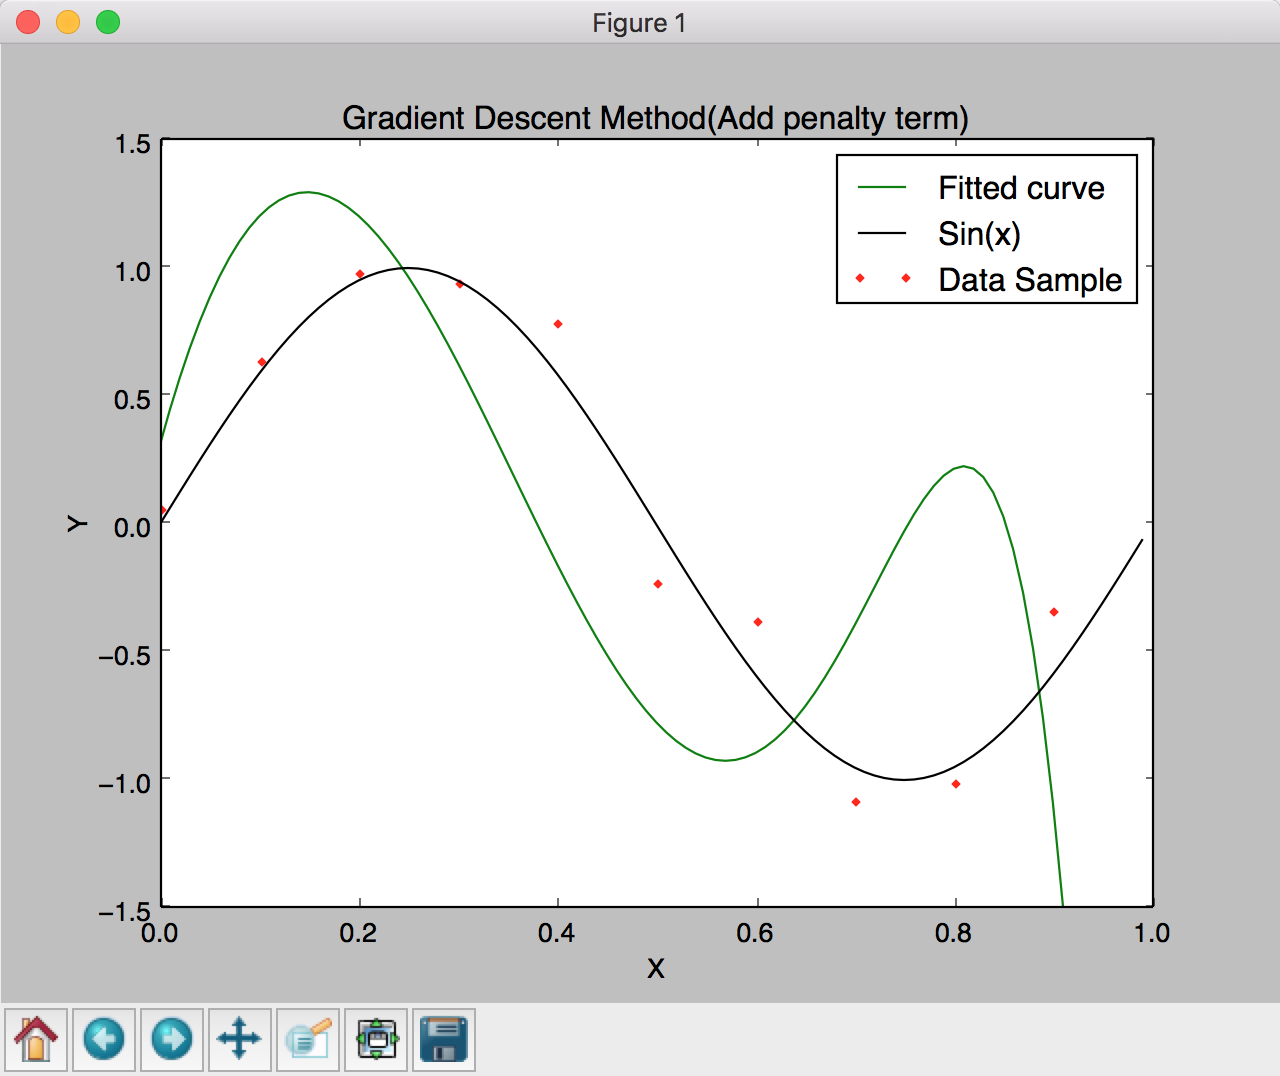 Figure 1
Gradient Descent Method(Add penalty term)
1.5
1.0
0.5
0.0
−0.5
−1.0
−1.5
Y
Fitted curve
Sin(x)
Data Sample
0.0 0.2 0.4 0.6 0.8 1.0
X